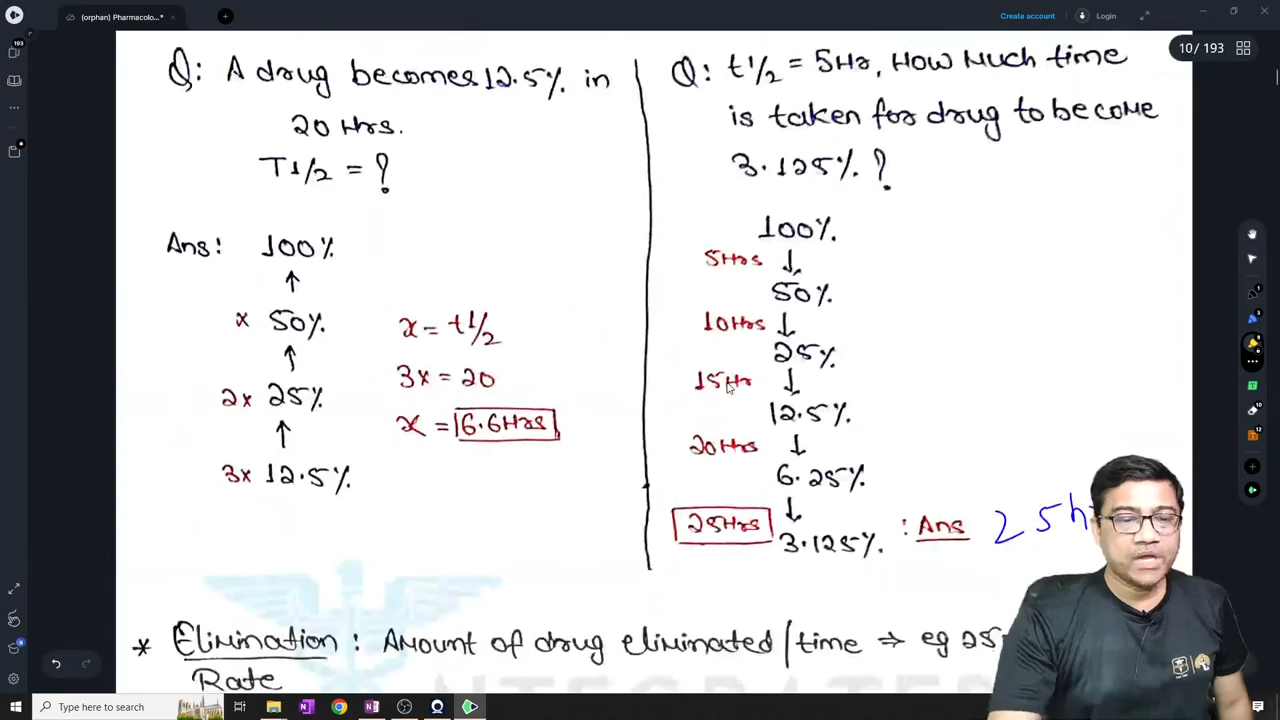 (orphan) Pharmacolo...*
Create account
Login
193
10 / 193
Q: A drug becomes 12.5% in
20 Hrs.
T1/2 = ?
Ans: 100%
↑
x 50%
↑
2x 25%
↑
3x 12.5%
x = t1/2
3x = 20
x = 6.6Hrs
Q: t1/2 = 5Hr, How Much time
is taken for drug to become
3.125% ?
100%
5Hrs ↓
50%
10Hrs ↓
25%
15Hr ↓
12.5%
20Hrs ↓
6.25%
↓
25Hrs 3.125% : Ans 25h
* Elimination : Amount of drug eliminated/time ⇒ eg 25
Rate
Type here to search